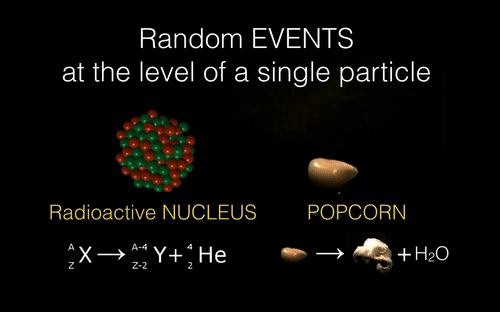 Random EVENTS
at the level of a single particle
Radioactive NUCLEUS
POPCORN
A Z X → A-4 Z-2 Y + 4 2 He
→ + H₂O